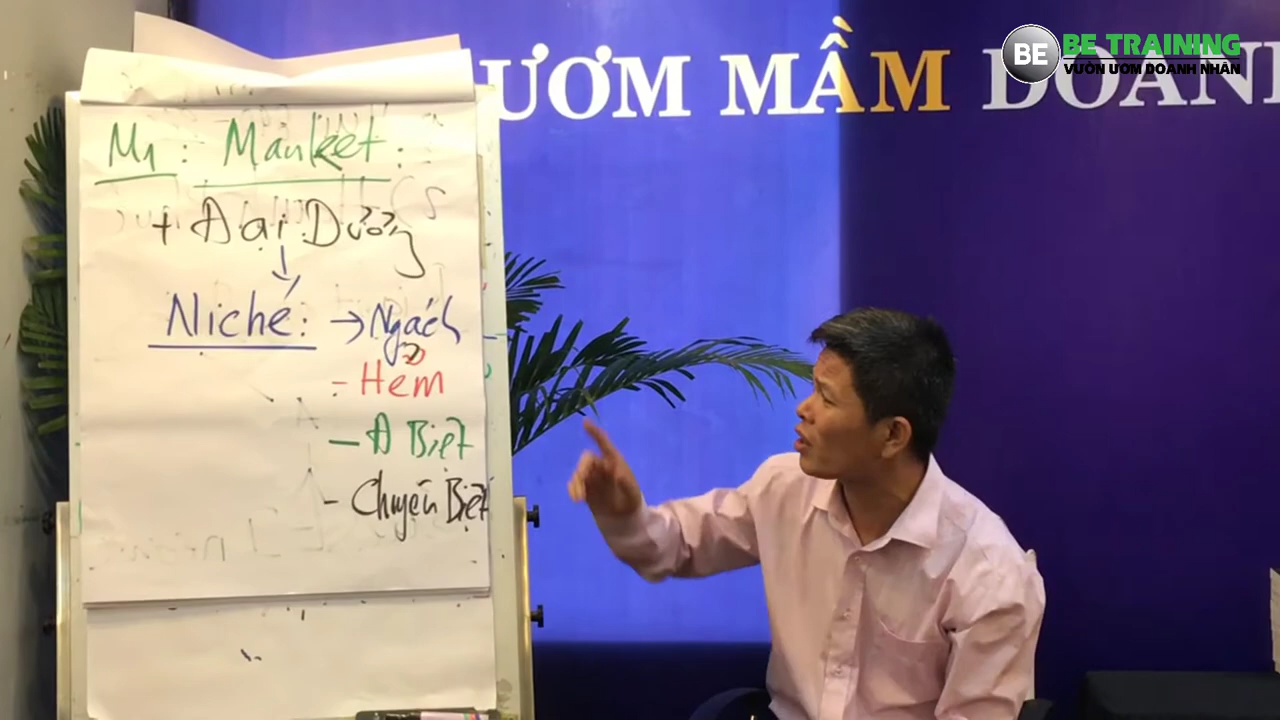 ƯƠM MẦM DOANH
BE
BE TRAINING
VƯỜN ƯƠM DOANH NHÂN
M1 : Market :
+ Đại Dương
Niche :
→ Ngách
- Hẻm
- Đ Biệt
- Chuyên Biệt